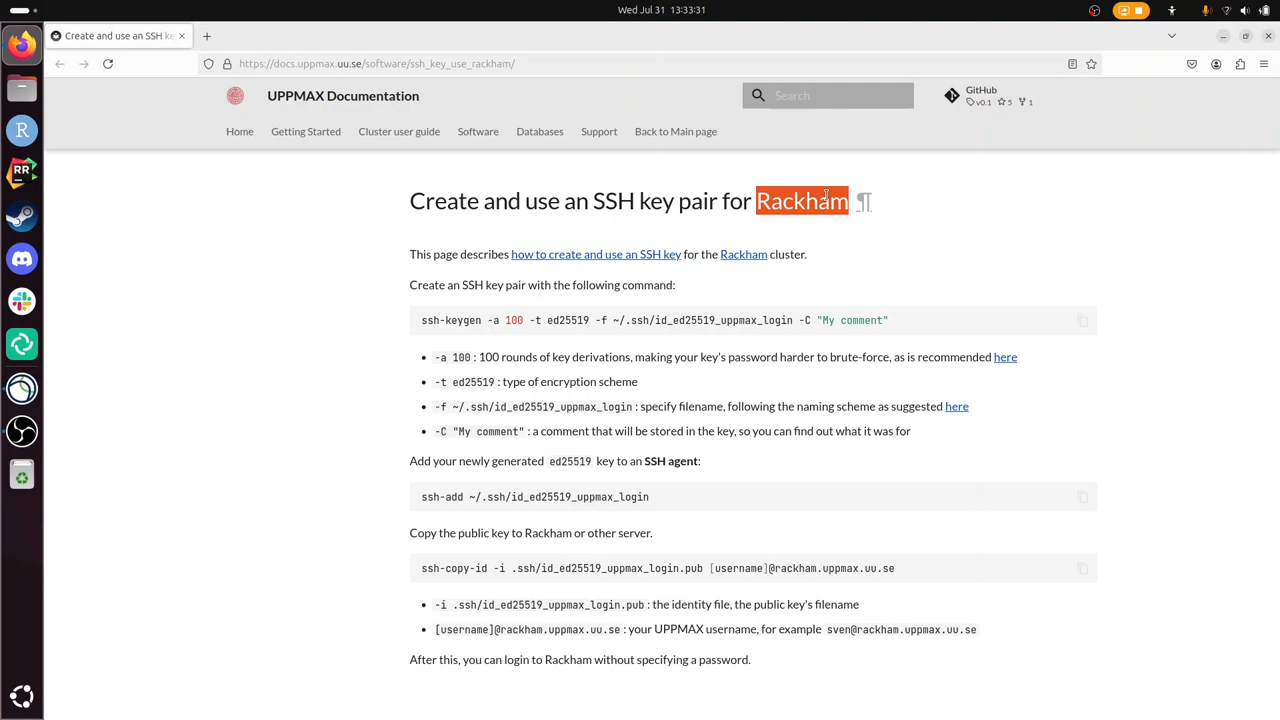 Wed Jul 31 13:33:31
Create and use an SSH ke
https://docs.uppmax.uu.se/software/ssh_key_use_rackham/
UPPMAX Documentation
Search
GitHub
v0.1 5 1
Home Getting Started Cluster user guide Software Databases Support Back to Main page
Create and use an SSH key pair for Rackham ¶
This page describes how to create and use an SSH key for the Rackham cluster.
Create an SSH key pair with the following command:
ssh-keygen -a 100 -t ed25519 -f ~/.ssh/id_ed25519_uppmax_login -C "My comment"
• -a 100 : 100 rounds of key derivations, making your key's password harder to brute-force, as is recommended here
• -t ed25519 : type of encryption scheme
• -f ~/.ssh/id_ed25519_uppmax_login : specify filename, following the naming scheme as suggested here
• -C "My comment" : a comment that will be stored in the key, so you can find out what it was for
Add your newly generated ed25519 key to an SSH agent:
ssh-add ~/.ssh/id_ed25519_uppmax_login
Copy the public key to Rackham or other server.
ssh-copy-id -i .ssh/id_ed25519_uppmax_login.pub [username]@rackham.uppmax.uu.se
• -i .ssh/id_ed25519_uppmax_login.pub : the identity file, the public key's filename
• [username]@rackham.uppmax.uu.se : your UPPMAX username, for example sven@rackham.uppmax.uu.se
After this, you can login to Rackham without specifying a password.